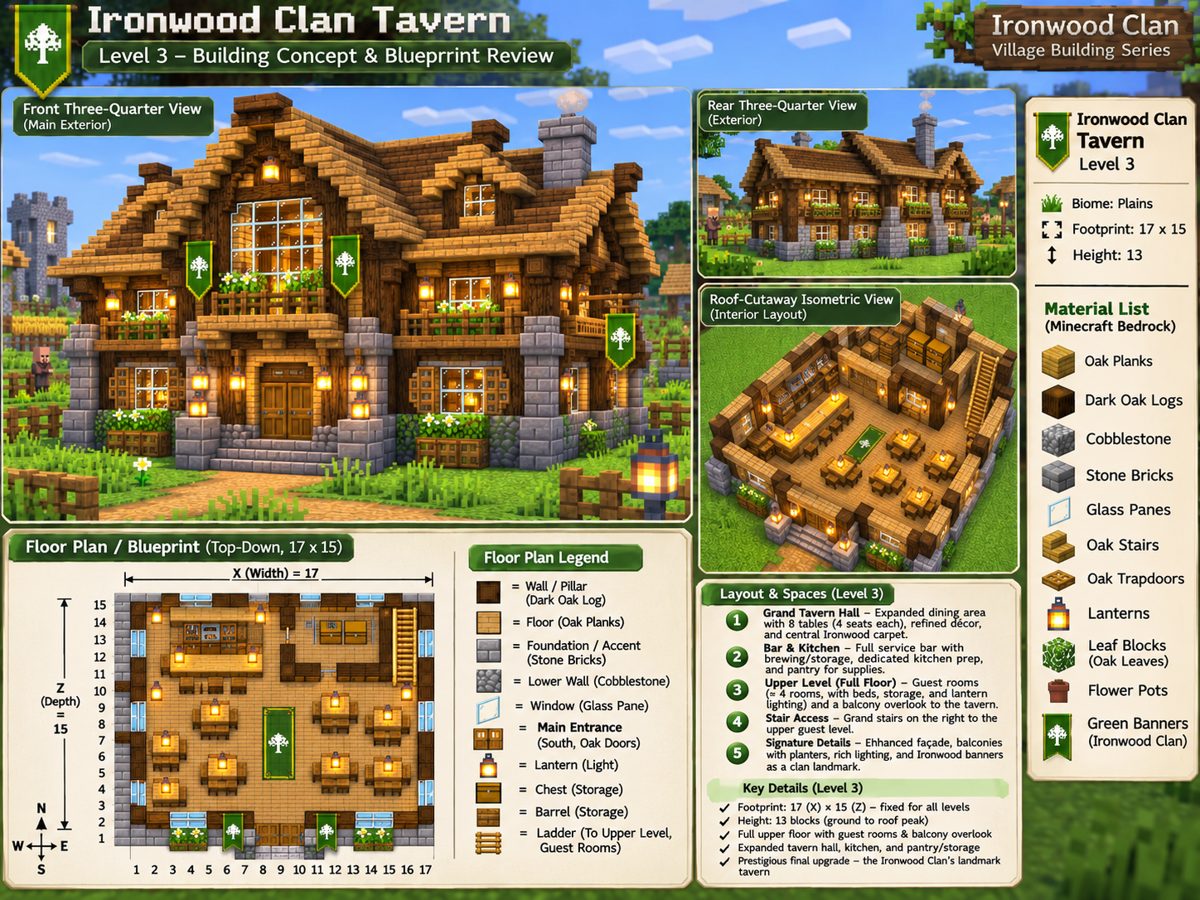 Ironwood Clan Tavern
Level 3 – Building Concept & Blueprint Review
Ironwood Clan
Village Building Series
Front Three-Quarter View
(Main Exterior)
Rear Three-Quarter View
(Exterior)
Roof-Cutaway Isometric View
(Interior Layout)
Ironwood Clan
Tavern
Level 3
Biome: Plains
Footprint: 17 x 15
Height: 13
Material List
(Minecraft Bedrock)
Oak Planks
Dark Oak Logs
Cobblestone
Stone Bricks
Glass Panes
Oak Stairs
Oak Trapdoors
Lanterns
Leaf Blocks
(Oak Leaves)
Flower Pots
Green Banners
(Ironwood Clan)
Floor Plan / Blueprint (Top-Down, 17 x 15)
X (Width) = 17
15
14
13
12
11
10
9
8
7
6
5
4
3
2
1
Z
(Depth)
=
15
N
W E
S
1 2 3 4 5 6 7 8 9 10 11 12 13 14 15 16 17
Floor Plan Legend
= Wall / Pillar
(Dark Oak Log)
= Floor (Oak Planks)
= Foundation / Accent
(Stone Bricks)
= Lower Wall (Cobblestone)
= Window (Glass Pane)
= Main Entrance
(South, Oak Doors)
= Lantern (Light)
= Chest (Storage)
= Barrel (Storage)
= Ladder (To Upper Level,
Guest Rooms)
Layout & Spaces (Level 3)
1 Grand Tavern Hall – Expanded dining area
with 8 tables (4 seats each), refined décor,
and central Ironwood carpet.
2 Bar & Kitchen – Full service bar with
brewing/storage, dedicated kitchen prep,
and pantry for supplies.
3 Upper Level (Full Floor) – Guest rooms
(≈ 4 rooms, with beds, storage, and lantern
lighting) and a balcony overlook to the tavern.
4 Stair Access – Grand stairs on the right to the
upper guest level.
5 Signature Details – Ehhanced façade, balconies
with planters, rich lighting, and Ironwood banners
as a clan landmark.
Key Details (Level 3)
✓ Footprint: 17 (X) × 15 (Z) – fixed for all levels
✓ Height: 13 blocks (ground to roof peak)
✓ Full upper floor with guest rooms & balcony overlook
✓ Expanded tavern hall, kitchen, and pantry/storage
✓ Prestigious final upgrade – the Ironwood Clan's landmark
tavern